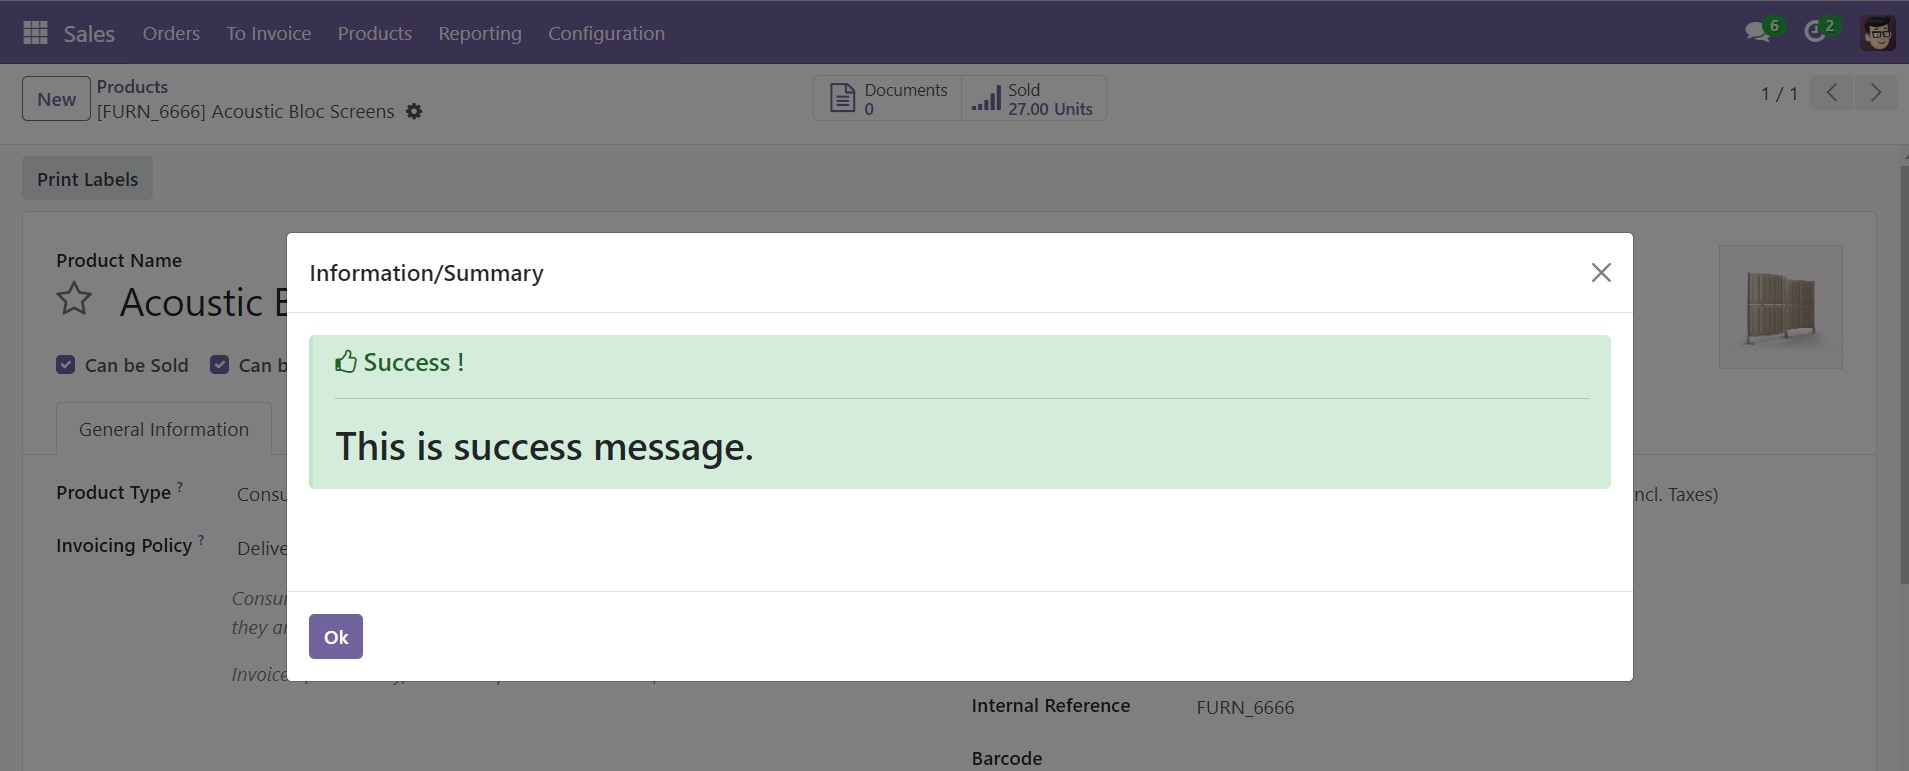 Sales Orders To Invoice Products Reporting Configuration 6 2
New Products
[FURN_6666] Acoustic Bloc Screens
Documents
0
Sold
27.00 Units
1 / 1
Print Labels
Product Name
Acoustic
Can be Sold Can b
General Information
Product Type ?
Consu
ncl. Taxes)
Invoicing Policy ?
Delive
Consu
they
Invoice
Information/Summary
Success !
This is success message.
Ok
Internal Reference FURN_6666
Barcode